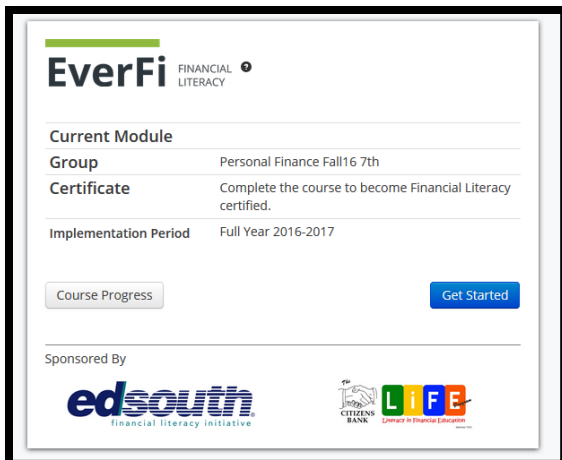 EverFi FINANCIAL LITERACY ?
Current Module
Group Personal Finance Fall16 7th
Certificate Complete the course to become Financial Literacy
certified.
Implementation Period Full Year 2016-2017
Course Progress Get Started
Sponsored By
edsouth.
financial literacy initiative
The
CITIZENS
BANK
LiFE
Literacy in Financial Education